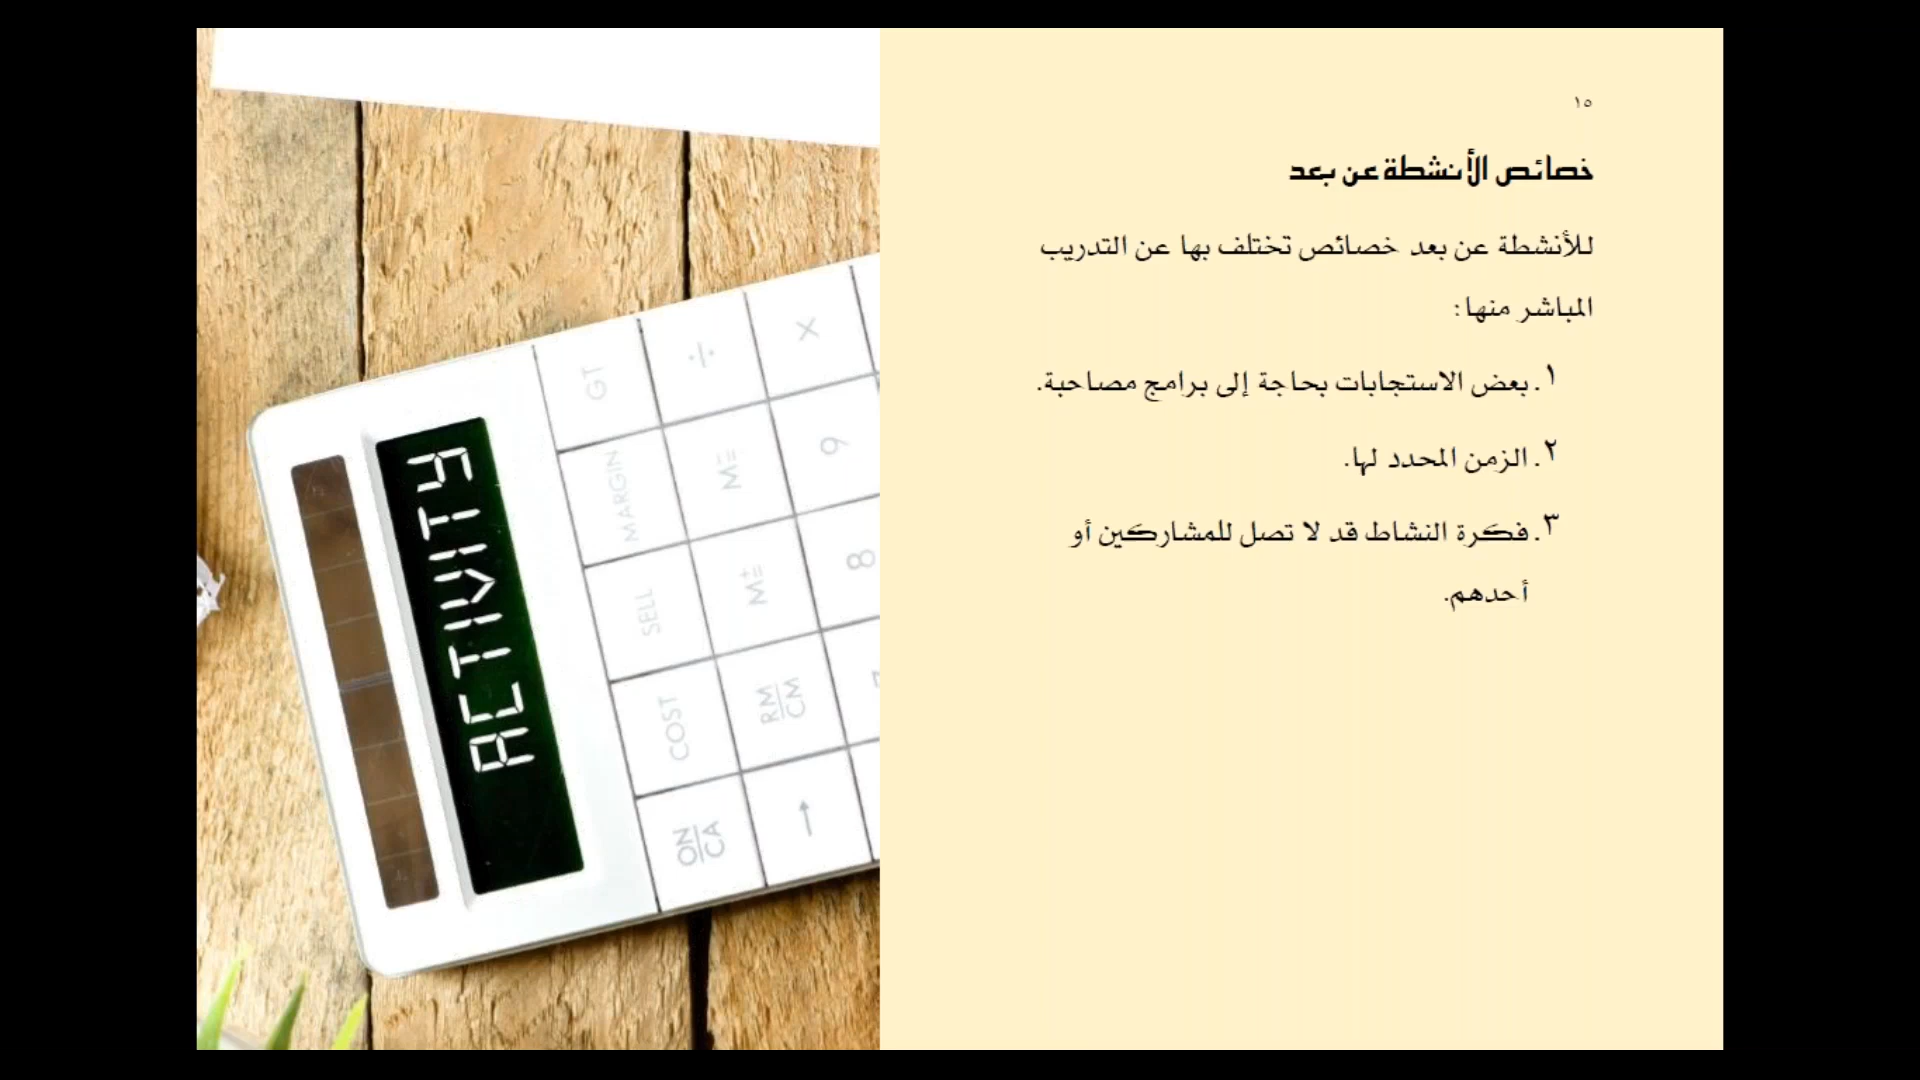 ١٥
خصائص الأنشطة عن بعد
للأنشطة عن بعد خصائص تختلف بها عن التدريب
المباشر منها:
١. بعض الاستجابات بحاجة إلى برامج مصاحبة.
٢. الزمن المحدد لها.
٣. فكرة النشاط قد لا تصل للمشاركين أو
أحدهم.
ACTIVITY
GT
÷
×
MARGIN
M=-
9
SELL
M=+
8
COST
RM
CM
ON
CA
→